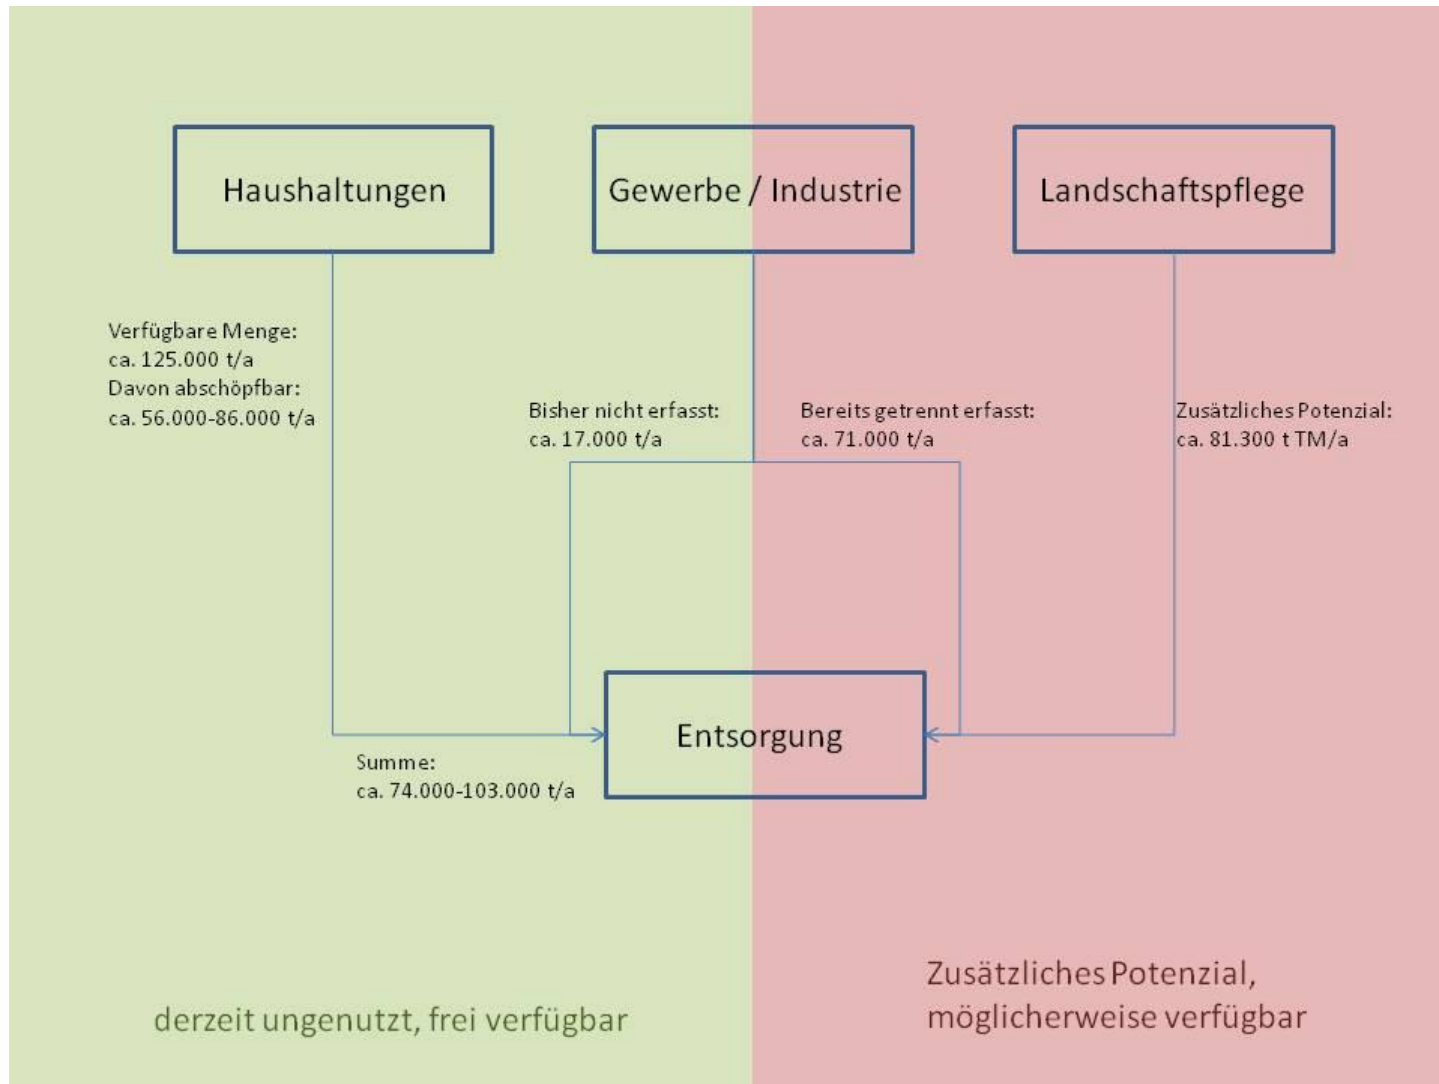 Haushaltungen
Gewerbe / Industrie
Landschaftspflege
Verfügbare Menge:
ca. 125.000 t/a
Davon abschöpfbar:
ca. 56.000-86.000 t/a
Bisher nicht erfasst:
ca. 17.000 t/a
Bereits getrennt erfasst:
ca. 71.000 t/a
Zusätzliches Potenzial:
ca. 81.300 t TM/a
Entsorgung
Summe:
ca. 74.000-103.000 t/a
derzeit ungenutzt, frei verfügbar
Zusätzliches Potenzial,
möglicherweise verfügbar